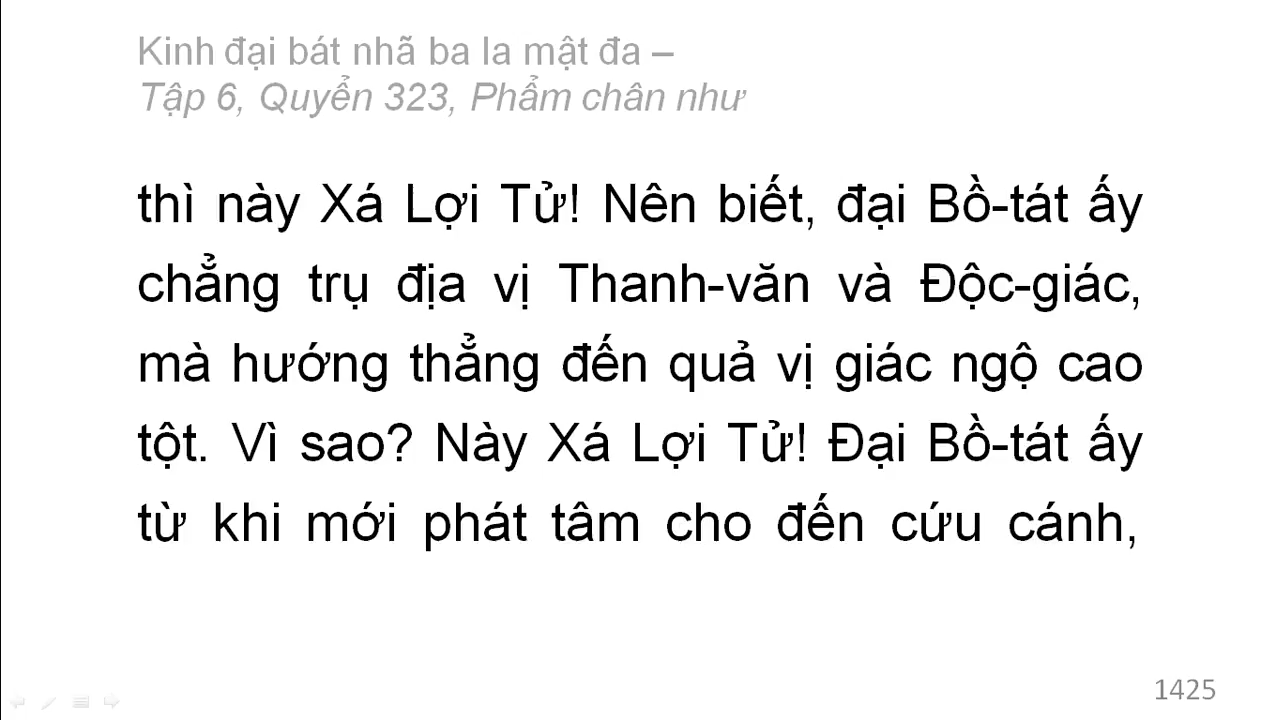 Kinh đại bát nhã ba la mật đa –
Tập 6, Quyển 323, Phẩm chân như
thì này Xá Lợi Tử! Nên biết, đại Bồ-tát ấy
chẳng trụ địa vị Thanh-văn và Độc-giác,
mà hướng thẳng đến quả vị giác ngộ cao
tột. Vì sao? Này Xá Lợi Tử! Đại Bồ-tát ấy
từ khi mới phát tâm cho đến cứu cánh,
1425